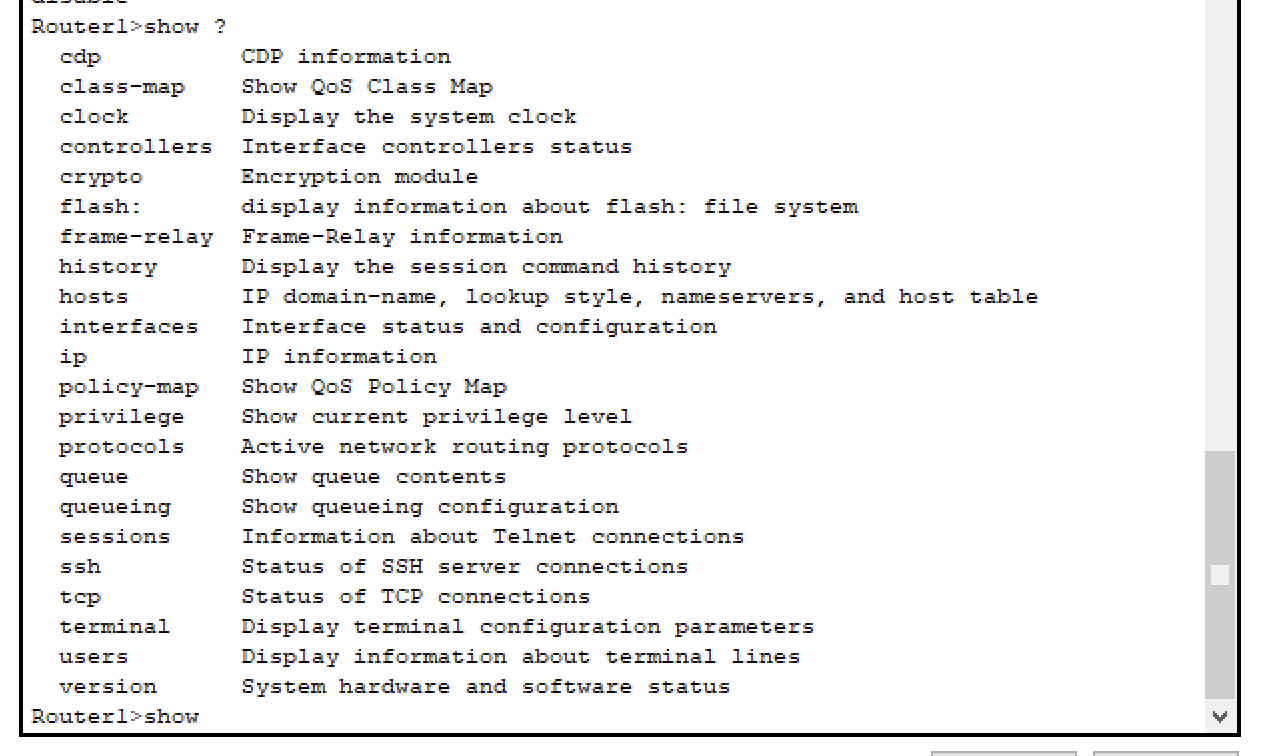 disable
Router1>show ?
cdp CDP information
class-map Show QoS Class Map
clock Display the system clock
controllers Interface controllers status
crypto Encryption module
flash: display information about flash: file system
frame-relay Frame-Relay information
history Display the session command history
hosts IP domain-name, lookup style, nameservers, and host table
interfaces Interface status and configuration
ip IP information
policy-map Show QoS Policy Map
privilege Show current privilege level
protocols Active network routing protocols
queue Show queue contents
queueing Show queueing configuration
sessions Information about Telnet connections
ssh Status of SSH server connections
tcp Status of TCP connections
terminal Display terminal configuration parameters
users Display information about terminal lines
version System hardware and software status
Router1>show